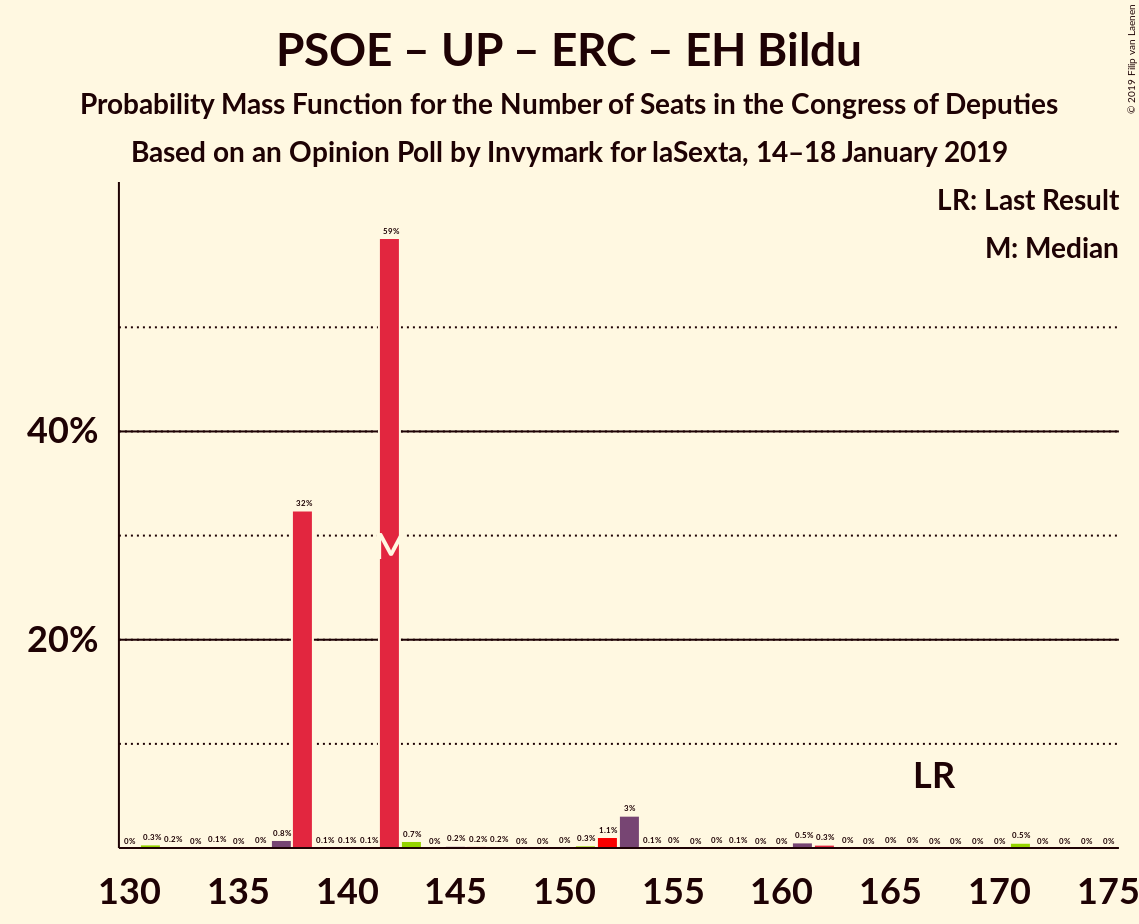 PSOE – UP – ERC – EH Bildu
Probability Mass Function for the Number of Seats in the Congress of Deputies
Based on an Opinion Poll by Invymark for laSexta, 14–18 January 2019
© 2019 Filip van Laenen
LR: Last Result
M: Median
59%
40%
32%
M
20%
LR
0% 0.3% 0.2% 0% 0.1% 0% 0% 0.8% 0.1% 0.1% 0.1% 0.7% 0% 0.2% 0.2% 0.2% 0% 0% 0% 0.3% 1.1% 3% 0.1% 0% 0% 0% 0.1% 0% 0% 0.5% 0.3% 0% 0% 0% 0% 0% 0% 0% 0.5% 0% 0% 0% 0%
130 135 140 145 150 155 160 165 170 175